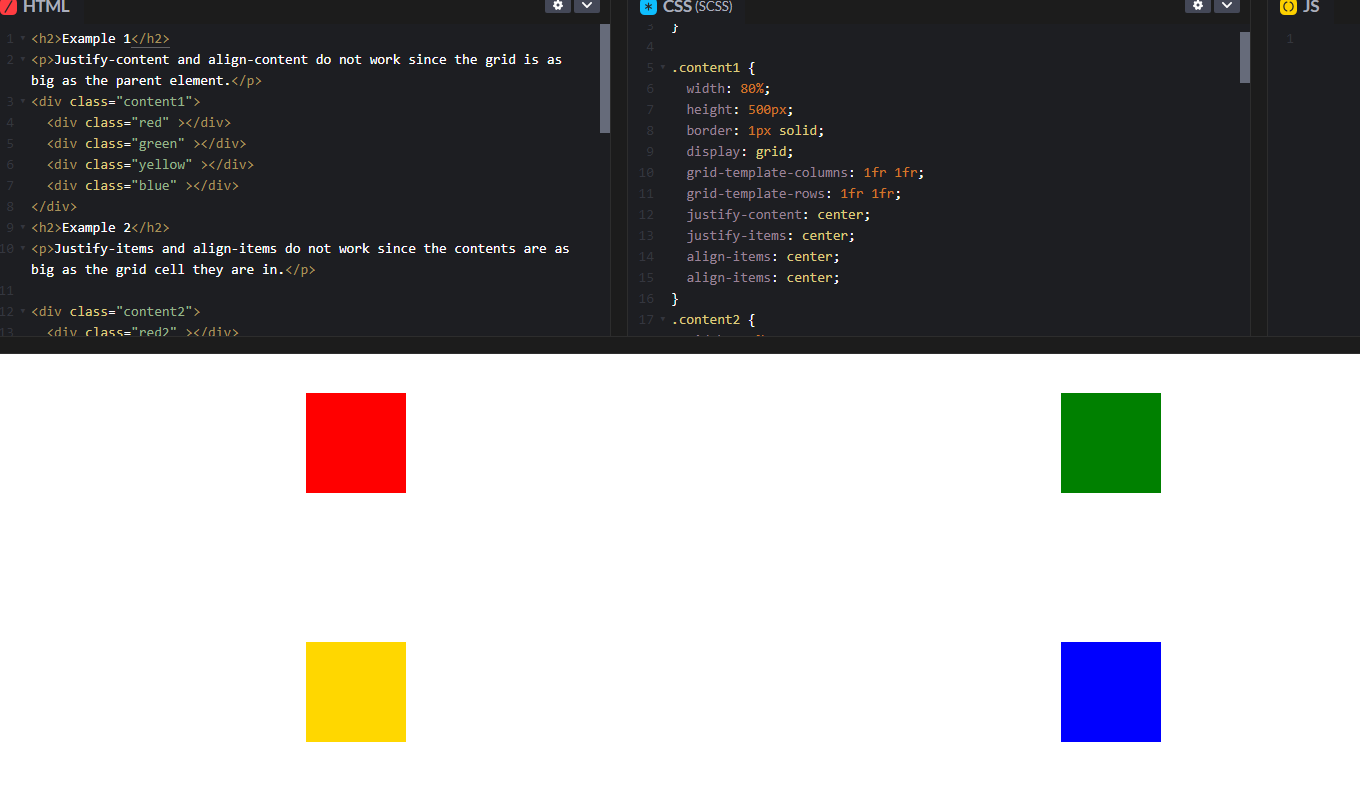 HTML
1 <h2>Example 1</h2>
2 <p>Justify-content and align-content do not work since the grid is as
big as the parent element.</p>
3 <div class="content1">
4 <div class="red" ></div>
5 <div class="green" ></div>
6 <div class="yellow" ></div>
7 <div class="blue" ></div>
8 </div>
9 <h2>Example 2</h2>
10 <p>Justify-items and align-items do not work since the contents are as
big as the grid cell they are in.</p>
11
12 <div class="content2">
13 <div class="red2" ></div>
CSS (SCSS)
3 }
4
5 .content1 {
6 width: 80%;
7 height: 500px;
8 border: 1px solid;
9 display: grid;
10 grid-template-columns: 1fr 1fr;
11 grid-template-rows: 1fr 1fr;
12 justify-content: center;
13 justify-items: center;
14 align-items: center;
15 align-items: center;
16 }
17 .content2 {
JS
1